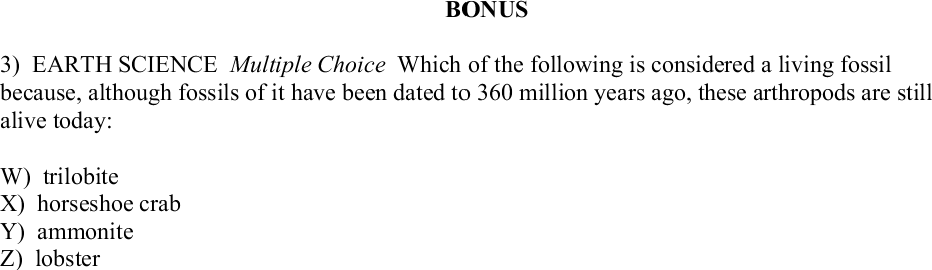 BONUS
3) EARTH SCIENCE Multiple Choice Which of the following is considered a living fossil
because, although fossils of it have been dated to 360 million years ago, these arthropods are still
alive today:
W) trilobite
X) horseshoe crab
Y) ammonite
Z) lobster